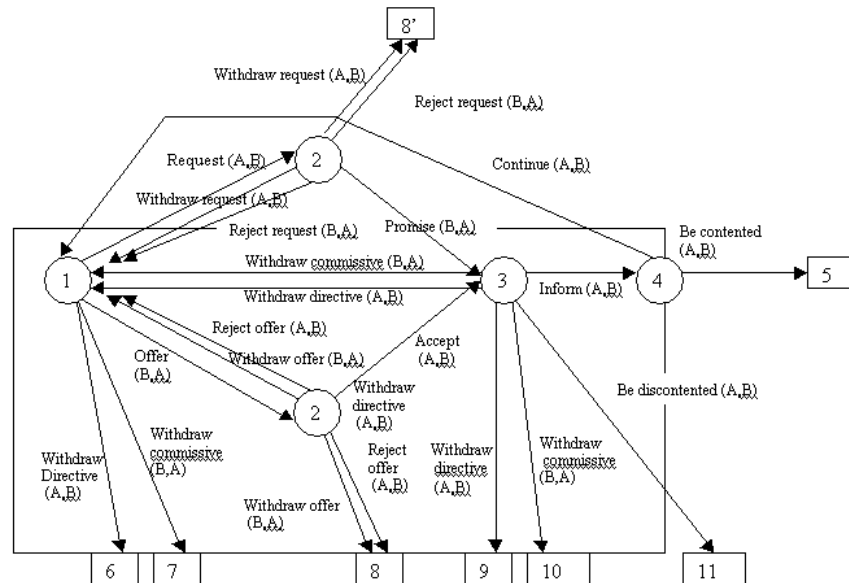 8’
Withdraw request (A,B)
Reject request (B,A)
2
Request (A,B)
Continue (A,B)
Withdraw request (A,B)
Reject request (B,A)
Promise (B,A)
Be contented
(A,B)
Withdraw commissive (B,A)
1
3
4
5
Withdraw directive (A,B)
Inform (A,B)
Reject offer (A,B)
Offer
(B,A)
Withdraw offer (B,A)
Accept
(A,B)
2
Withdraw
directive
(A,B)
Be discontented (A,B)
Withdraw
Directive
(A,B)
Withdraw
commissive
(B,A)
Reject
offer
(A,B)
Withdraw
directive
(A,B)
Withdraw
commissive
(B,A)
Withdraw offer
(B,A)
6
7
8
9
10
11